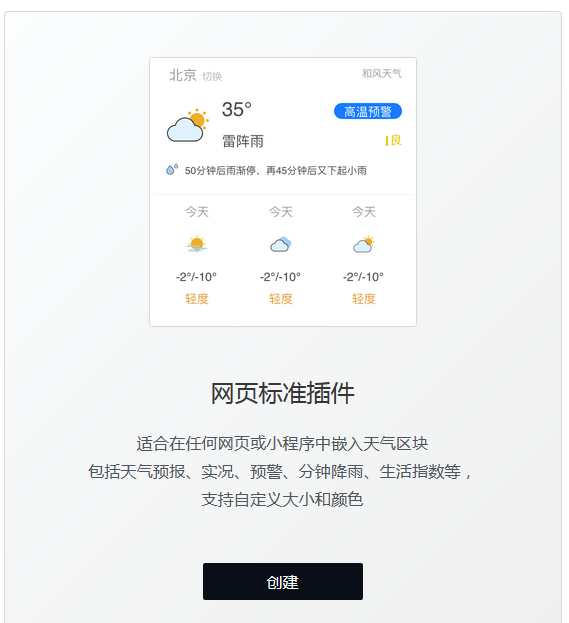 北京 切换 和风天气
35° 高温预警
雷阵雨 良
50分钟后雨渐停，再45分钟后又下起小雨
今天 今天 今天
-2°/-10° -2°/-10° -2°/-10°
轻度 轻度 轻度
网页标准插件
适合在任何网页或小程序中嵌入天气区块
包括天气预报、实况、预警、分钟降雨、生活指数等，
支持自定义大小和颜色
创建